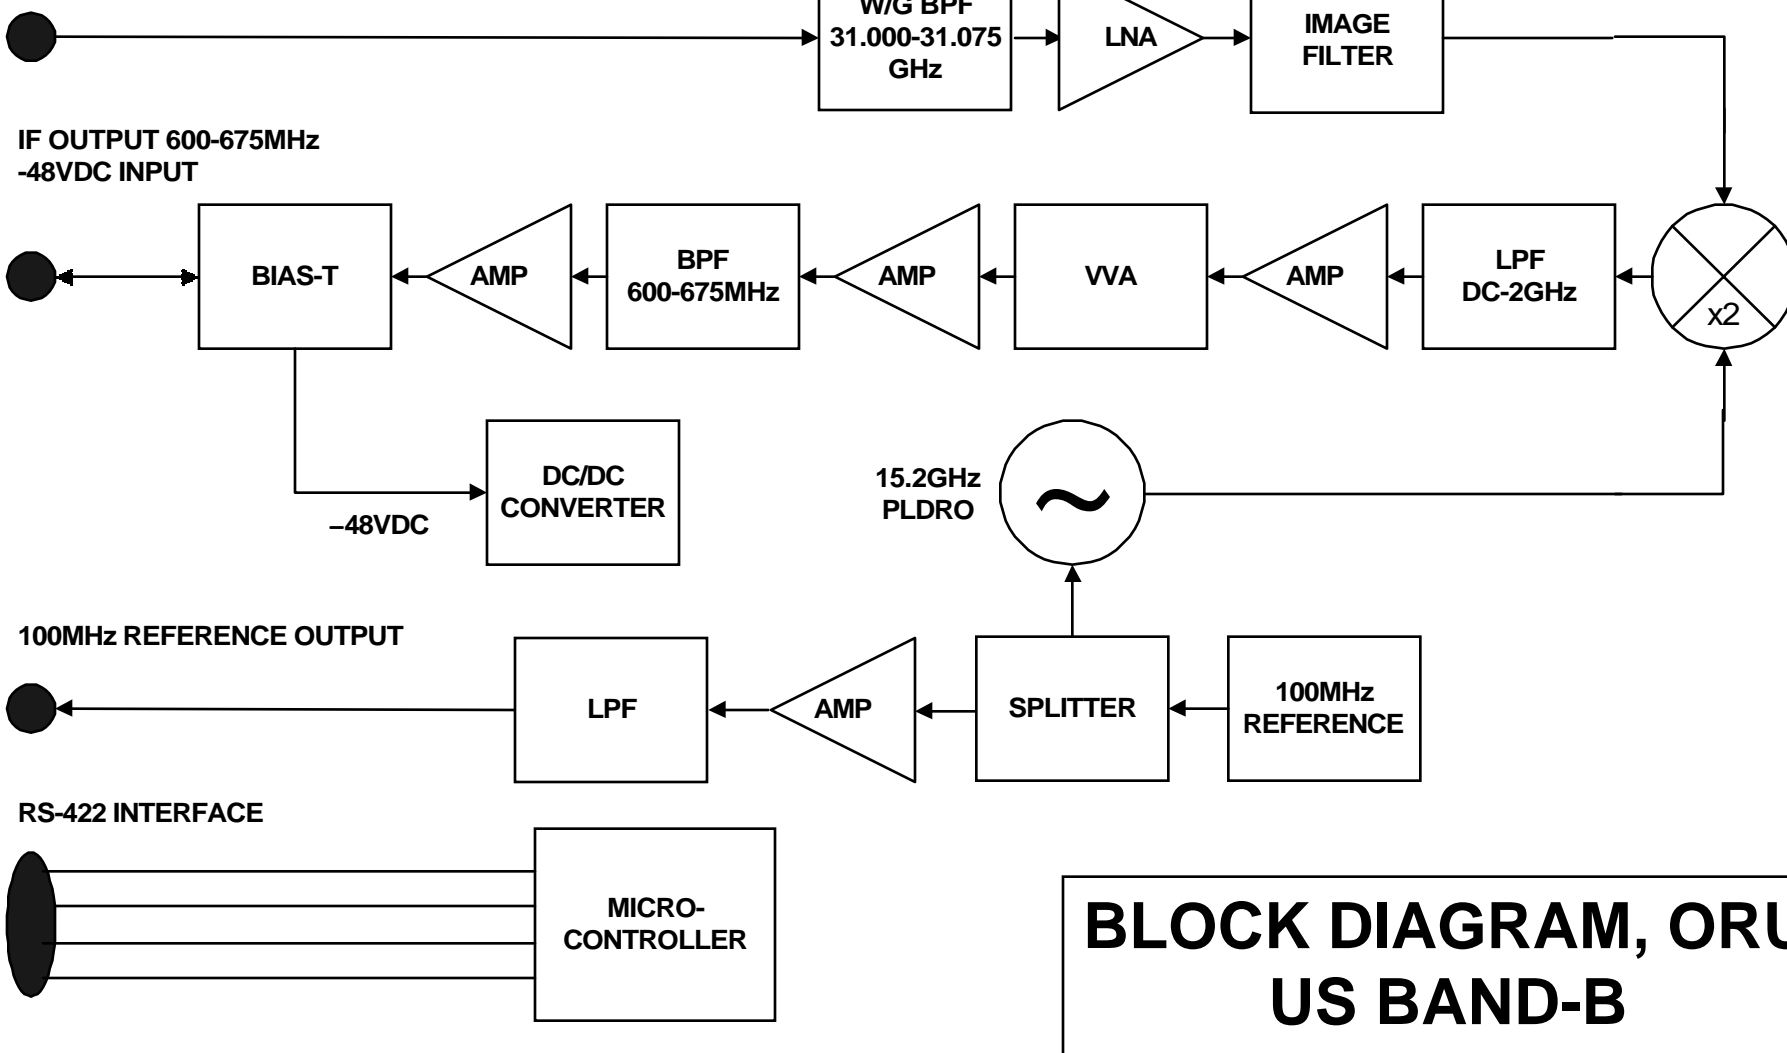 W/G BPF
31.000-31.075
GHz
LNA
IMAGE
FILTER
IF OUTPUT 600-675MHz
-48VDC INPUT
BIAS-T
AMP
BPF
600-675MHz
AMP
VVA
AMP
LPF
DC-2GHz
x2
DC/DC
CONVERTER
–48VDC
15.2GHz
PLDRO
~
100MHz REFERENCE OUTPUT
LPF
AMP
SPLITTER
100MHz
REFERENCE
RS-422 INTERFACE
MICRO-
CONTROLLER
BLOCK DIAGRAM, ORU
US BAND-B